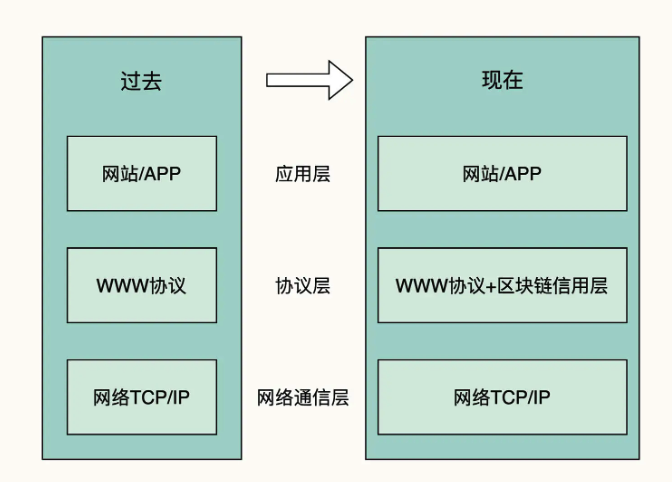 过去
现在
网站/APP
应用层
网站/APP
WWW协议
协议层
WWW协议+区块链信用层
网络TCP/IP
网络通信层
网络TCP/IP